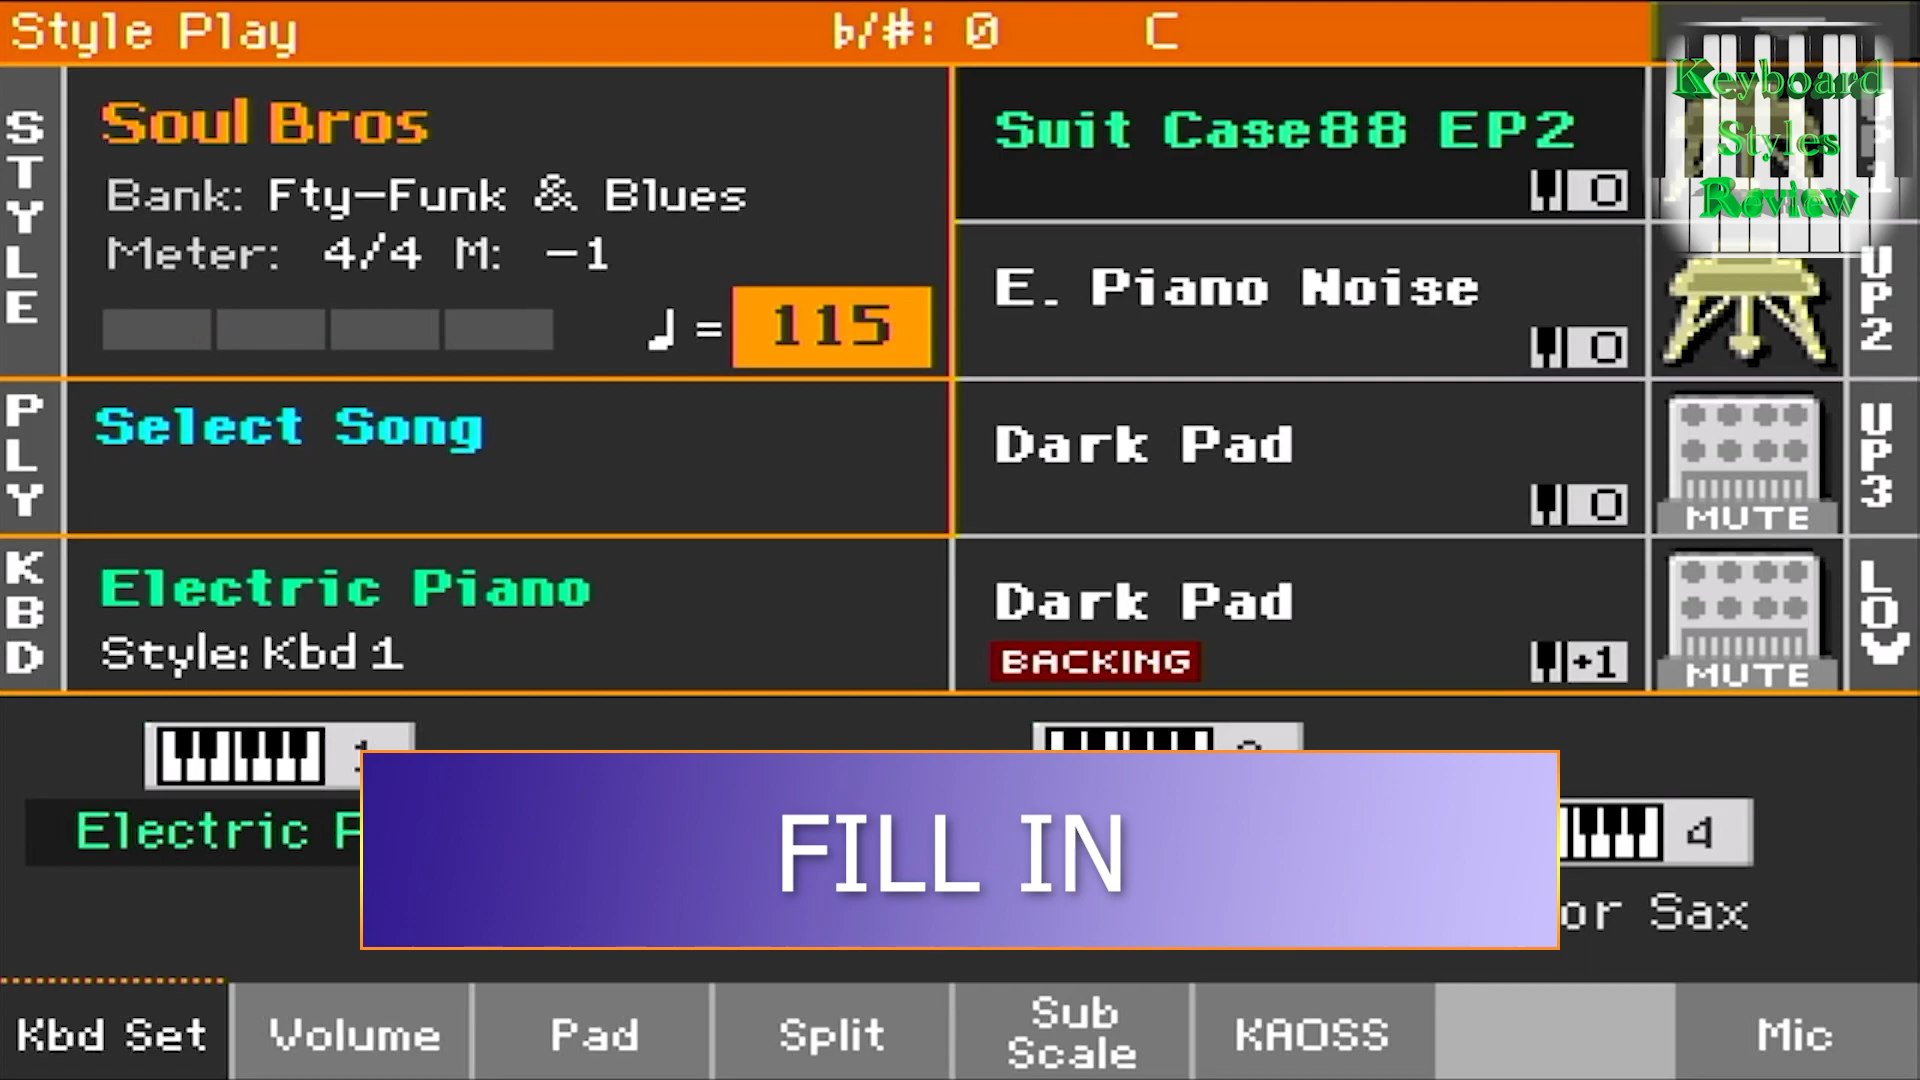 Style Play
♭/#: 0
C
Keyboard
Styles
Review
STYLE
Soul Bros
Bank: Fty-Funk & Blues
Meter: 4/4 M: -1
♩ = 115
Suit Case88 EP2
0
E. Piano Noise
0
UP2
PLY
Select Song
Dark Pad
0
MUTE
UP3
KBD
Electric Piano
Style: Kbd 1
Dark Pad
BACKING
+1
MUTE
LOW
1
Electric
FILL IN
4
Sax
Kbd Set
Volume
Pad
Split
Sub
Scale
KAOSS
Mic